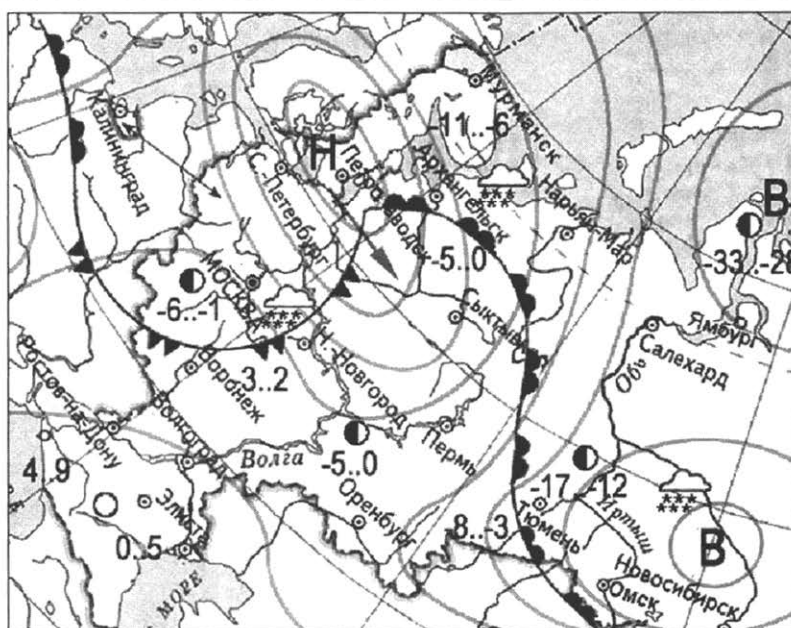 Мурманск
-11..-6
Калининград
С.-Петербург
Н
Петрозаводск
Архангельск
Нарьян-Мар
В
-33..-28
-5..0
МОСКВА
-6..-1
Сыктывкар
Ямбург
Салехард
Обь
Н.-Новгород
Воронеж
3..2
Ростов-на-Дону
Волгоград
Волга
Пермь
-5..0
4..9
-17..-12
Иртыш
Тюмень
В
Элиста
0..5
Оренбург
8..-3
Новосибирск
Омск
МОРЕ